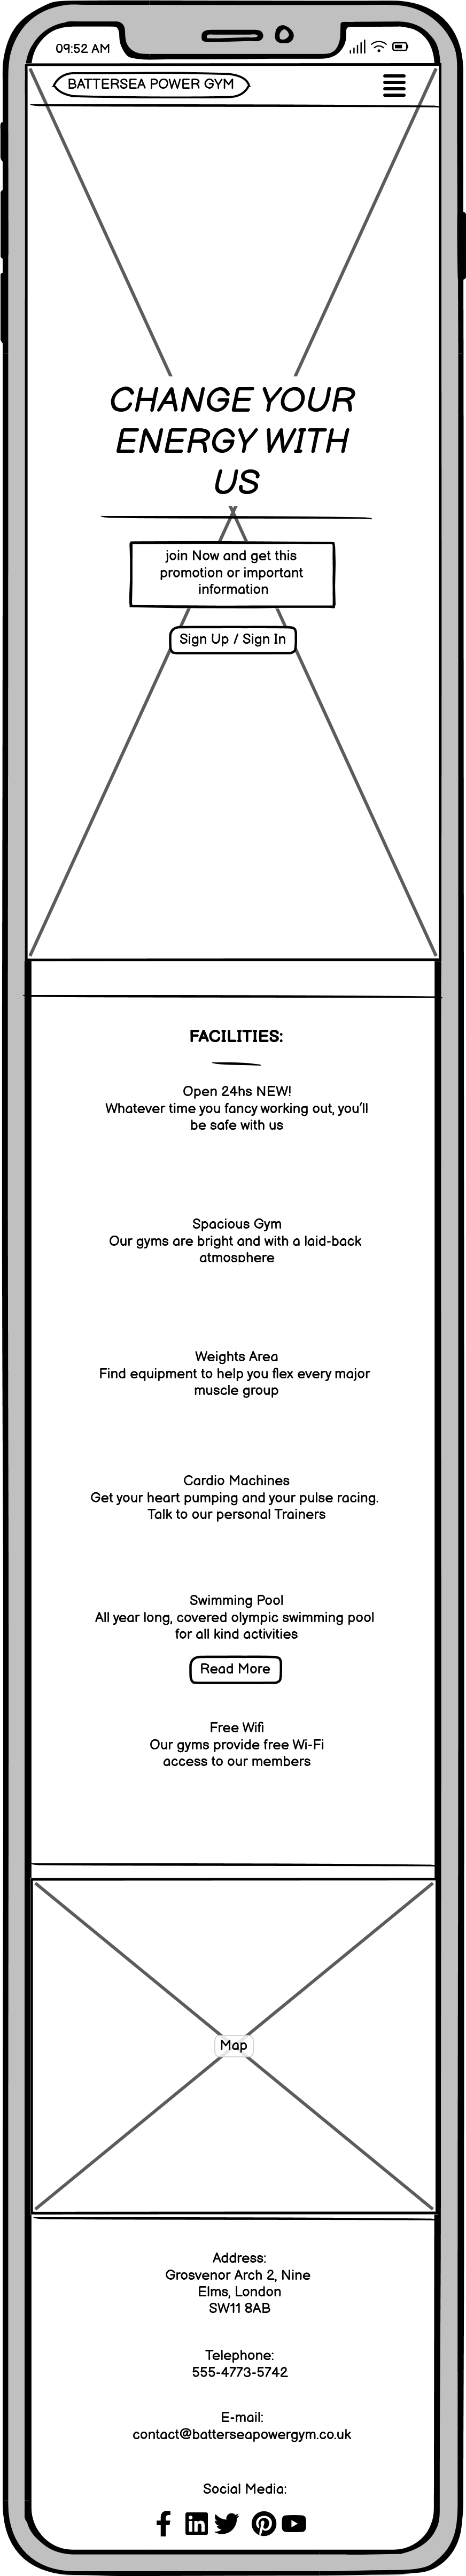 09:52 AM
BATTERSEA POWER GYM
CHANGE YOUR
ENERGY WITH
US
join Now and get this
promotion or important
information
Sign Up / Sign In
FACILITIES:
Open 24hs NEW!
Whatever time you fancy working out, you'll
be safe with us
Spacious Gym
Our gyms are bright and with a laid-back
atmosphere
Weights Area
Find equipment to help you flex every major
muscle group
Cardio Machines
Get your heart pumping and your pulse racing.
Talk to our personal Trainers
Swimming Pool
All year long, covered olympic swimming pool
for all kind activities
Read More
Free Wifi
Our gyms provide free Wi-Fi
access to our members
Map
Address:
Grosvenor Arch 2, Nine
Elms, London
SW11 8AB
Telephone:
555-4773-5742
E-mail:
contact@batterseapowergym.co.uk
Social Media: